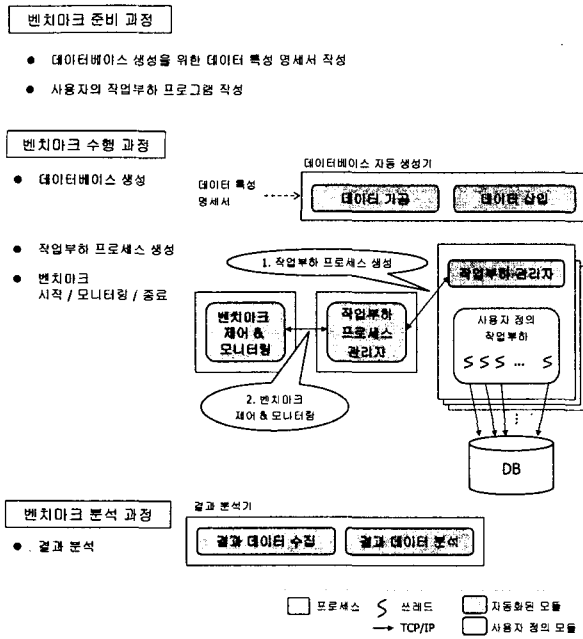 벤치마크 준비 과정
● 데이터베이스 생성을 위한 데이터 특성 명세서 작성
● 사용자의 작업부하 프로그램 작성
벤치마크 수행 과정
● 데이터베이스 생성
데이터베이스 자동 생성기
데이터 특성
명세서
데이터 가공
데이터 삽입
● 작업부하 프로세스 생성
● 벤치마크
시작 / 모니터링 / 종료
1. 작업부하 프로세스 생성
작업부하 관리자
벤치마크
제어 &
모니터링
작업부하
프로세스
관리자
사용자 정의
작업부하
...
2. 벤치마크
제어 & 모니터링
DB
벤치마크 분석 과정
● . 결과 분석
결과 분석기
결과 데이터 수집
결과 데이터 분석
프로세스
쓰레드
자동화된 모듈
TCP/IP
사용자 정의 모듈